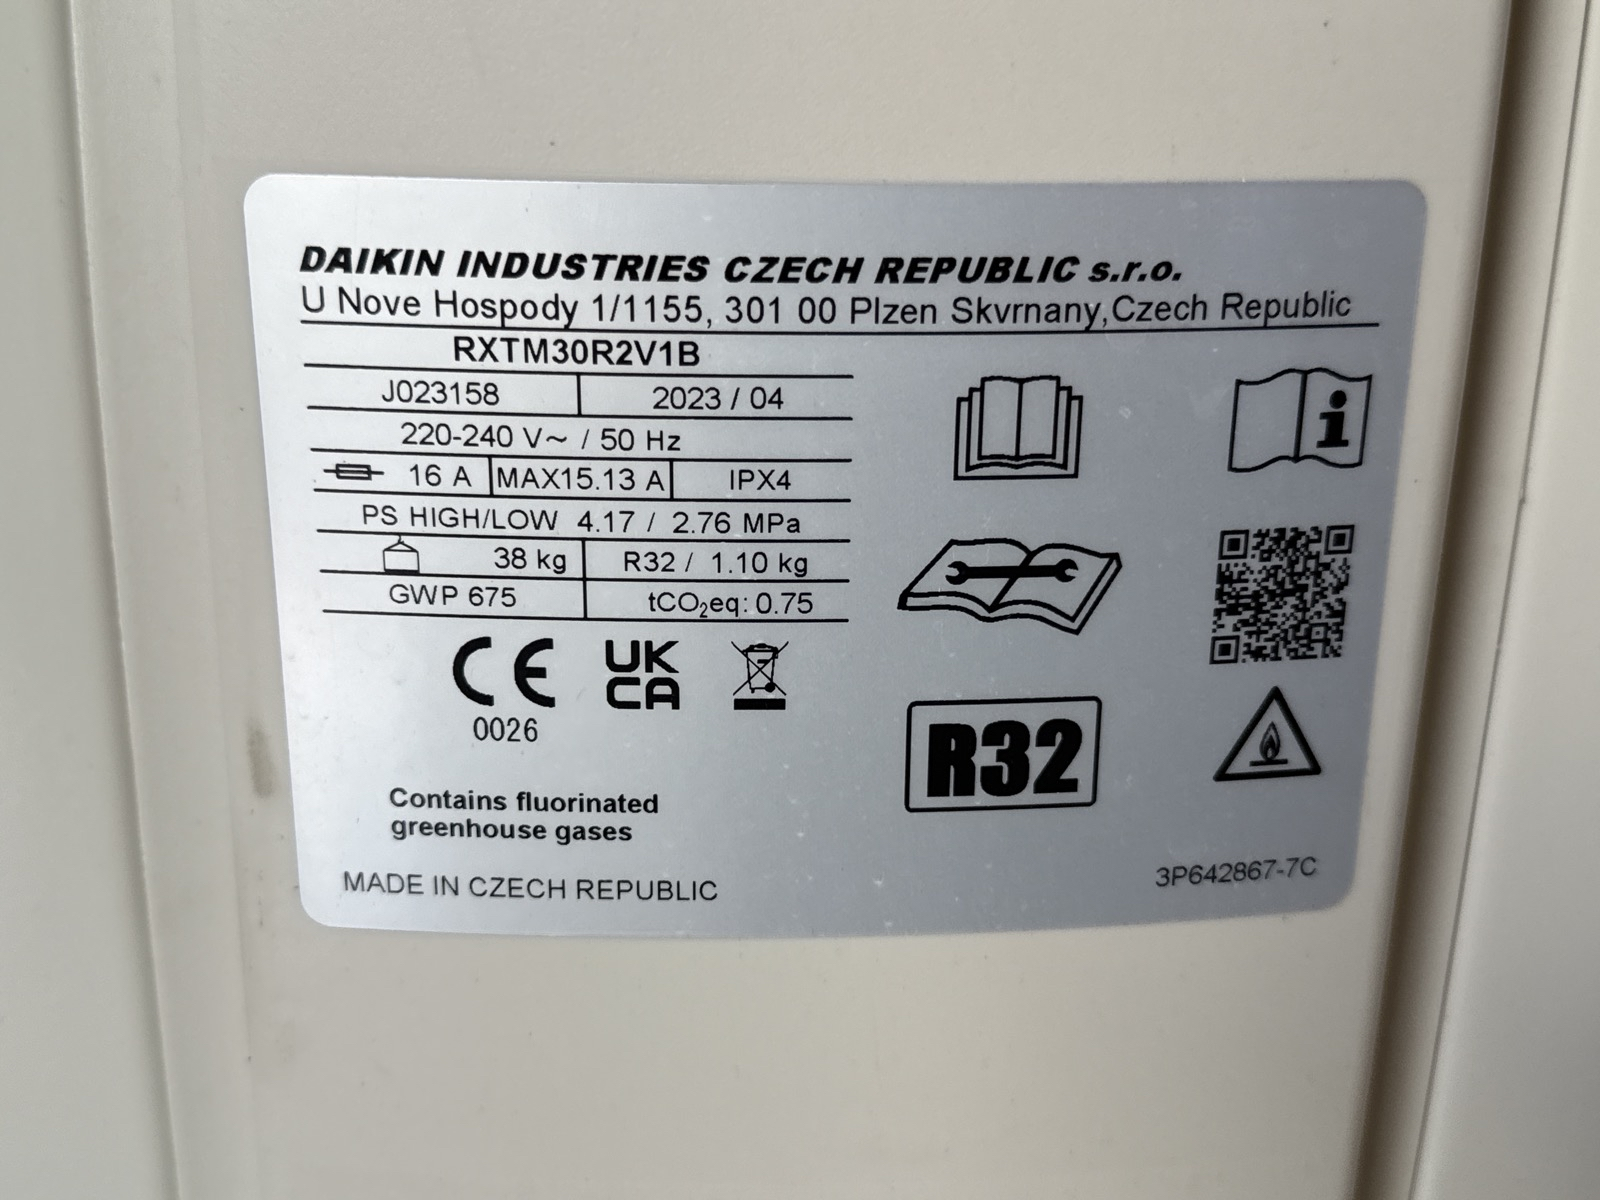 DAIKIN INDUSTRIES CZECH REPUBLIC s.r.o.
U Nove Hospody 1/1155, 301 00 Plzen Skvrnany,Czech Republic
RXTM30R2V1B
J023158 2023 / 04
220-240 V~ / 50 Hz
16 A MAX15.13 A IPX4
PS HIGH/LOW 4.17 / 2.76 MPa
38 kg R32 / 1.10 kg
GWP 675 tCO₂eq: 0.75
CE UK
CA
0026
R32
Contains fluorinated
greenhouse gases
MADE IN CZECH REPUBLIC 3P642867-7C